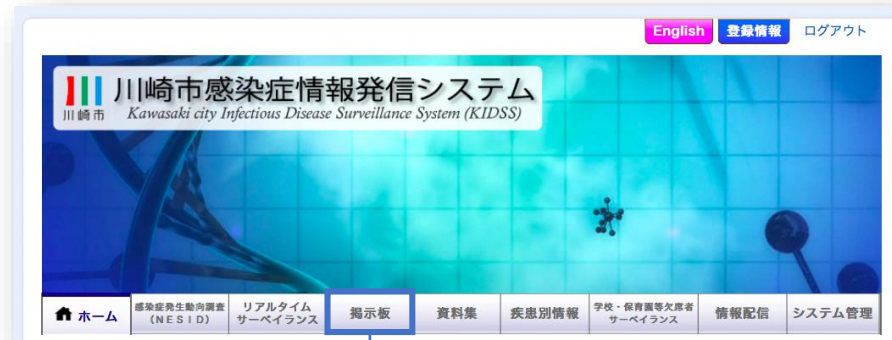 English 登録情報 ログアウト
川崎市感染症情報発信システム
川崎市
Kawasaki city Infectious Disease Surveillance System (KIDSS)
ホーム
感染症発生動向調査
(NESID)
リアルタイム
サーベイランス
掲示板
資料集
疾患別情報
学校・保育園等欠席者
サーベイランス
情報配信
システム管理